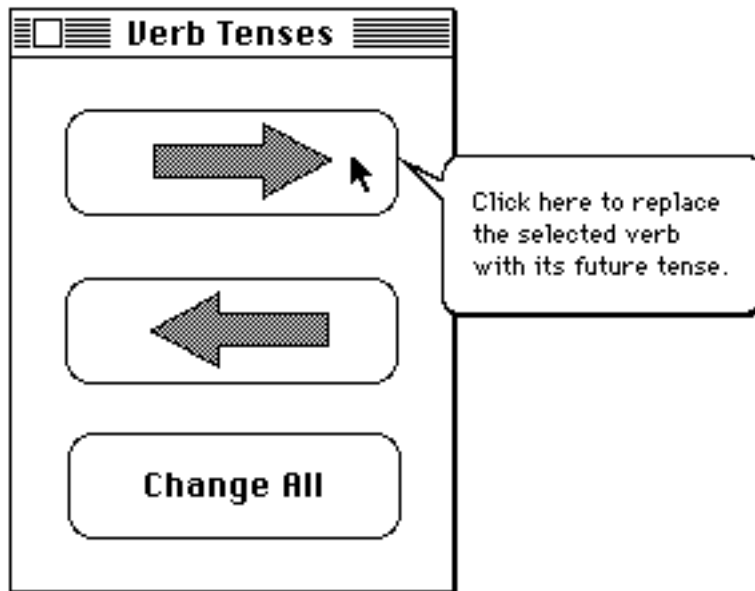 Verb Tenses
Click here to replace
the selected verb
with its future tense.
Change All